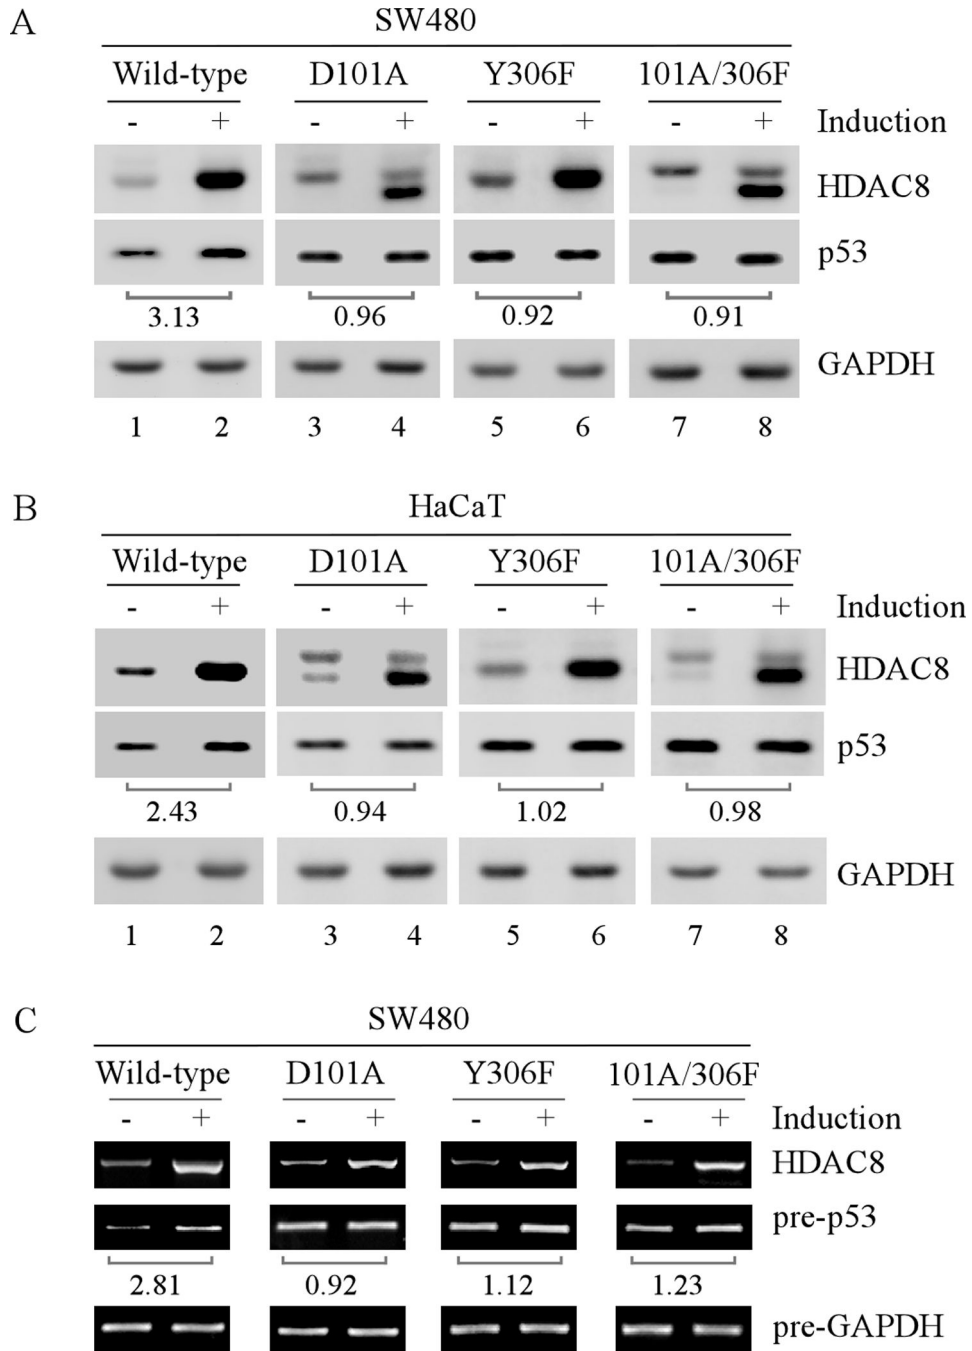 A
SW480
Wild-type D101A Y306F 101A/306F
- + - + - + - + Induction
HDAC8
p53
3.13 0.96 0.92 0.91
GAPDH
1 2 3 4 5 6 7 8
B
HaCaT
Wild-type D101A Y306F 101A/306F
- + - + - + - + Induction
HDAC8
p53
2.43 0.94 1.02 0.98
GAPDH
1 2 3 4 5 6 7 8
C
SW480
Wild-type D101A Y306F 101A/306F
- + - + - + - + Induction
HDAC8
pre-p53
2.81 0.92 1.12 1.23
pre-GAPDH